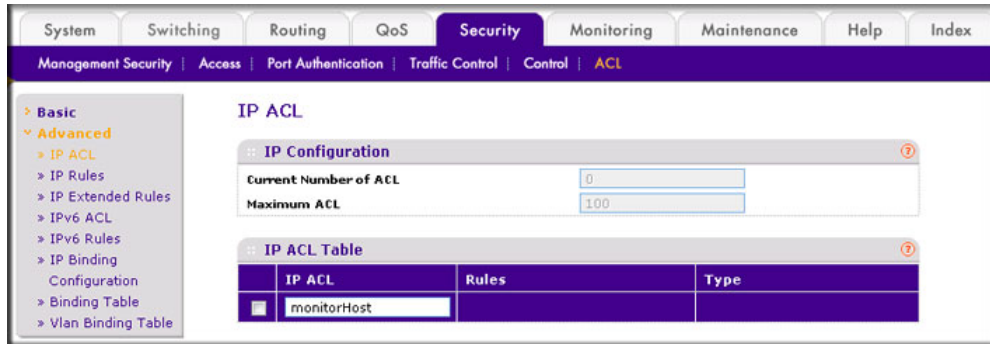 System Switching Routing QoS Security Monitoring Maintenance Help Index
Management Security | Access | Port Authentication | Traffic Control | Control | ACL
Basic
Advanced
» IP ACL
» IP Rules
» IP Extended Rules
» IPv6 ACL
» IPv6 Rules
» IP Binding
Configuration
» Binding Table
» Vlan Binding Table
IP ACL
IP Configuration ?
Current Number of ACL 0
Maximum ACL 100
IP ACL Table ?
IP ACL Rules Type
monitorHost